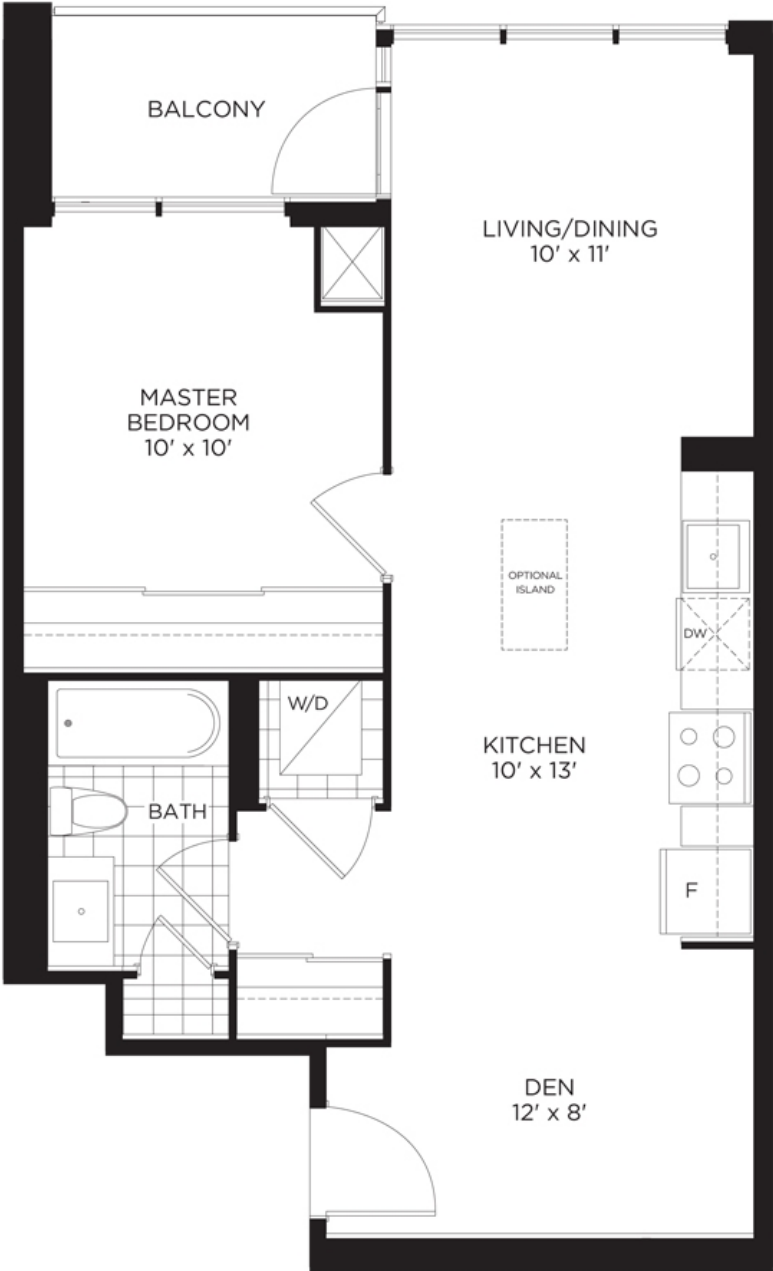 BALCONY
LIVING/DINING
10' x 11'
MASTER
BEDROOM
10' x 10'
OPTIONAL
ISLAND
DW
W/D
KITCHEN
10' x 13'
BATH
F
DEN
12' x 8'